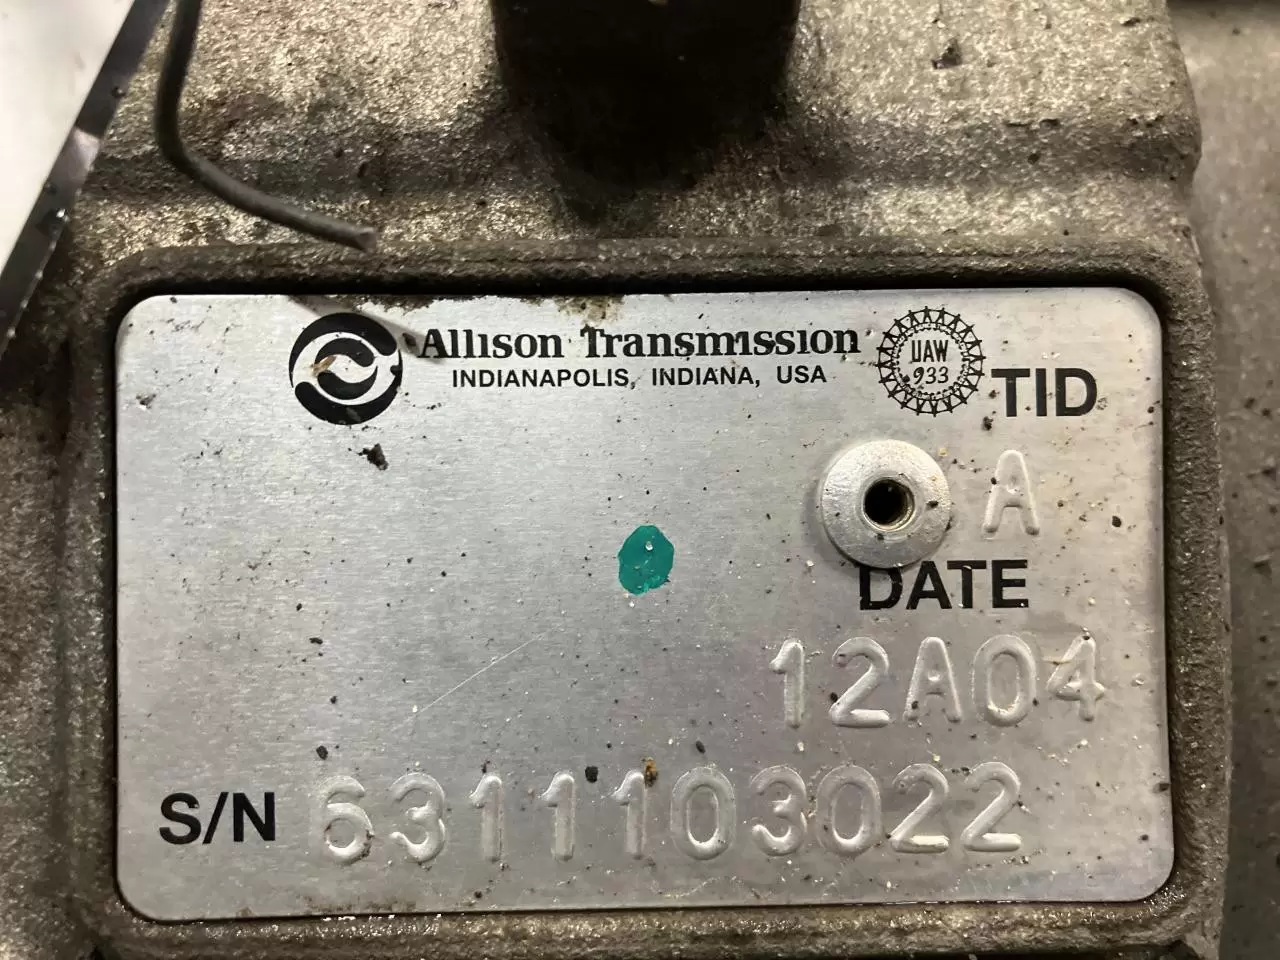 Allison Transmission
INDIANAPOLIS, INDIANA, USA
UAW
933
TID
A
DATE
12A04
S/N 6311103022